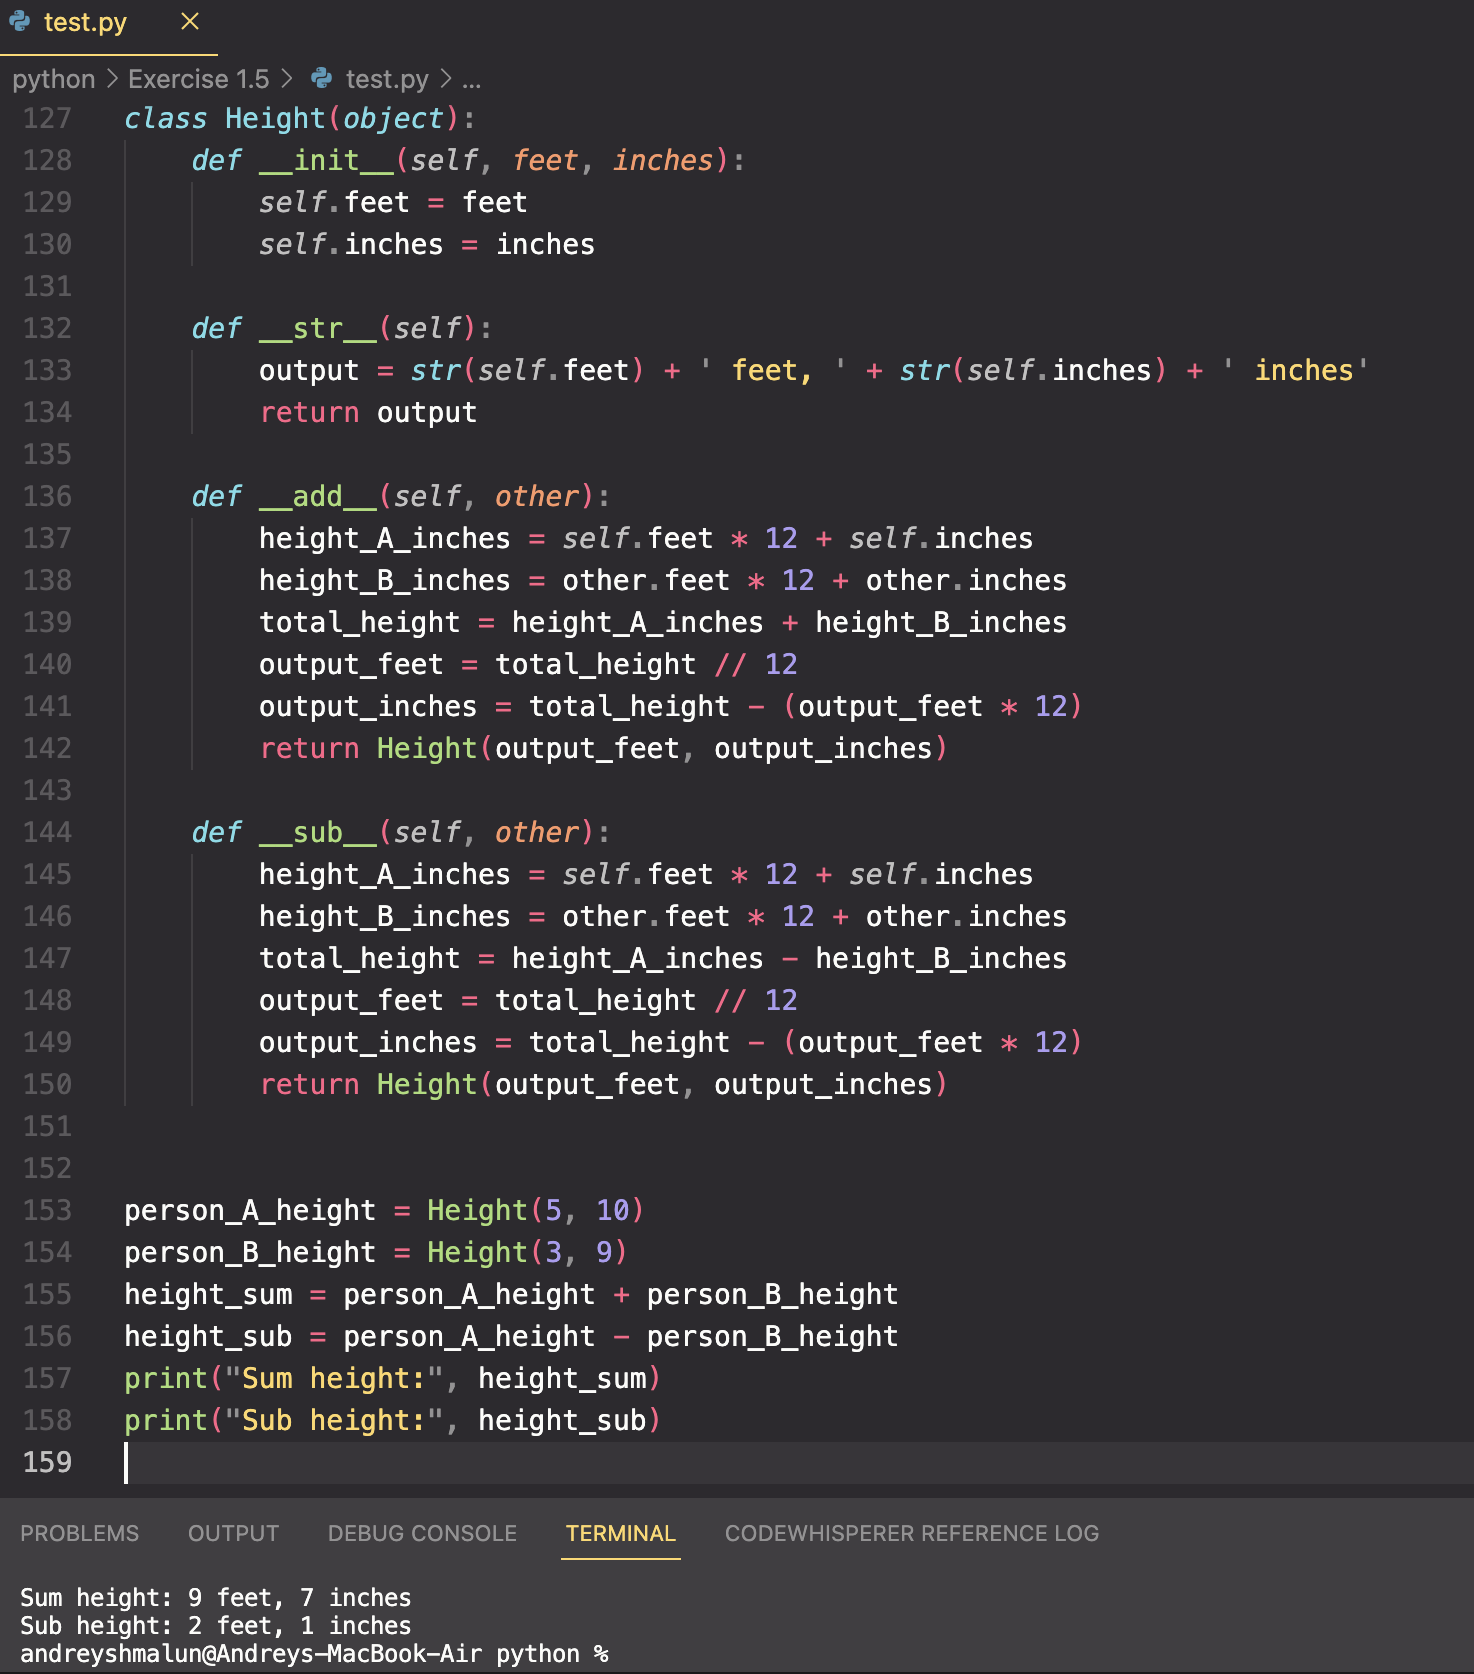 test.py
python > Exercise 1.5 > test.py > ...
127 class Height(object):
128     def __init__(self, feet, inches):
129         self.feet = feet
130         self.inches = inches
131
132     def __str__(self):
133         output = str(self.feet) + ' feet, ' + str(self.inches) + ' inches'
134         return output
135
136     def __add__(self, other):
137         height_A_inches = self.feet * 12 + self.inches
138         height_B_inches = other.feet * 12 + other.inches
139         total_height = height_A_inches + height_B_inches
140         output_feet = total_height // 12
141         output_inches = total_height - (output_feet * 12)
142         return Height(output_feet, output_inches)
143
144     def __sub__(self, other):
145         height_A_inches = self.feet * 12 + self.inches
146         height_B_inches = other.feet * 12 + other.inches
147         total_height = height_A_inches - height_B_inches
148         output_feet = total_height // 12
149         output_inches = total_height - (output_feet * 12)
150         return Height(output_feet, output_inches)
151
152
153 person_A_height = Height(5, 10)
154 person_B_height = Height(3, 9)
155 height_sum = person_A_height + person_B_height
156 height_sub = person_A_height - person_B_height
157 print("Sum height:", height_sum)
158 print("Sub height:", height_sub)
159
PROBLEMS OUTPUT DEBUG CONSOLE TERMINAL CODEWHISPERER REFERENCE LOG
Sum height: 9 feet, 7 inches
Sub height: 2 feet, 1 inches
andreyshmalun@Andreys-MacBook-Air python %